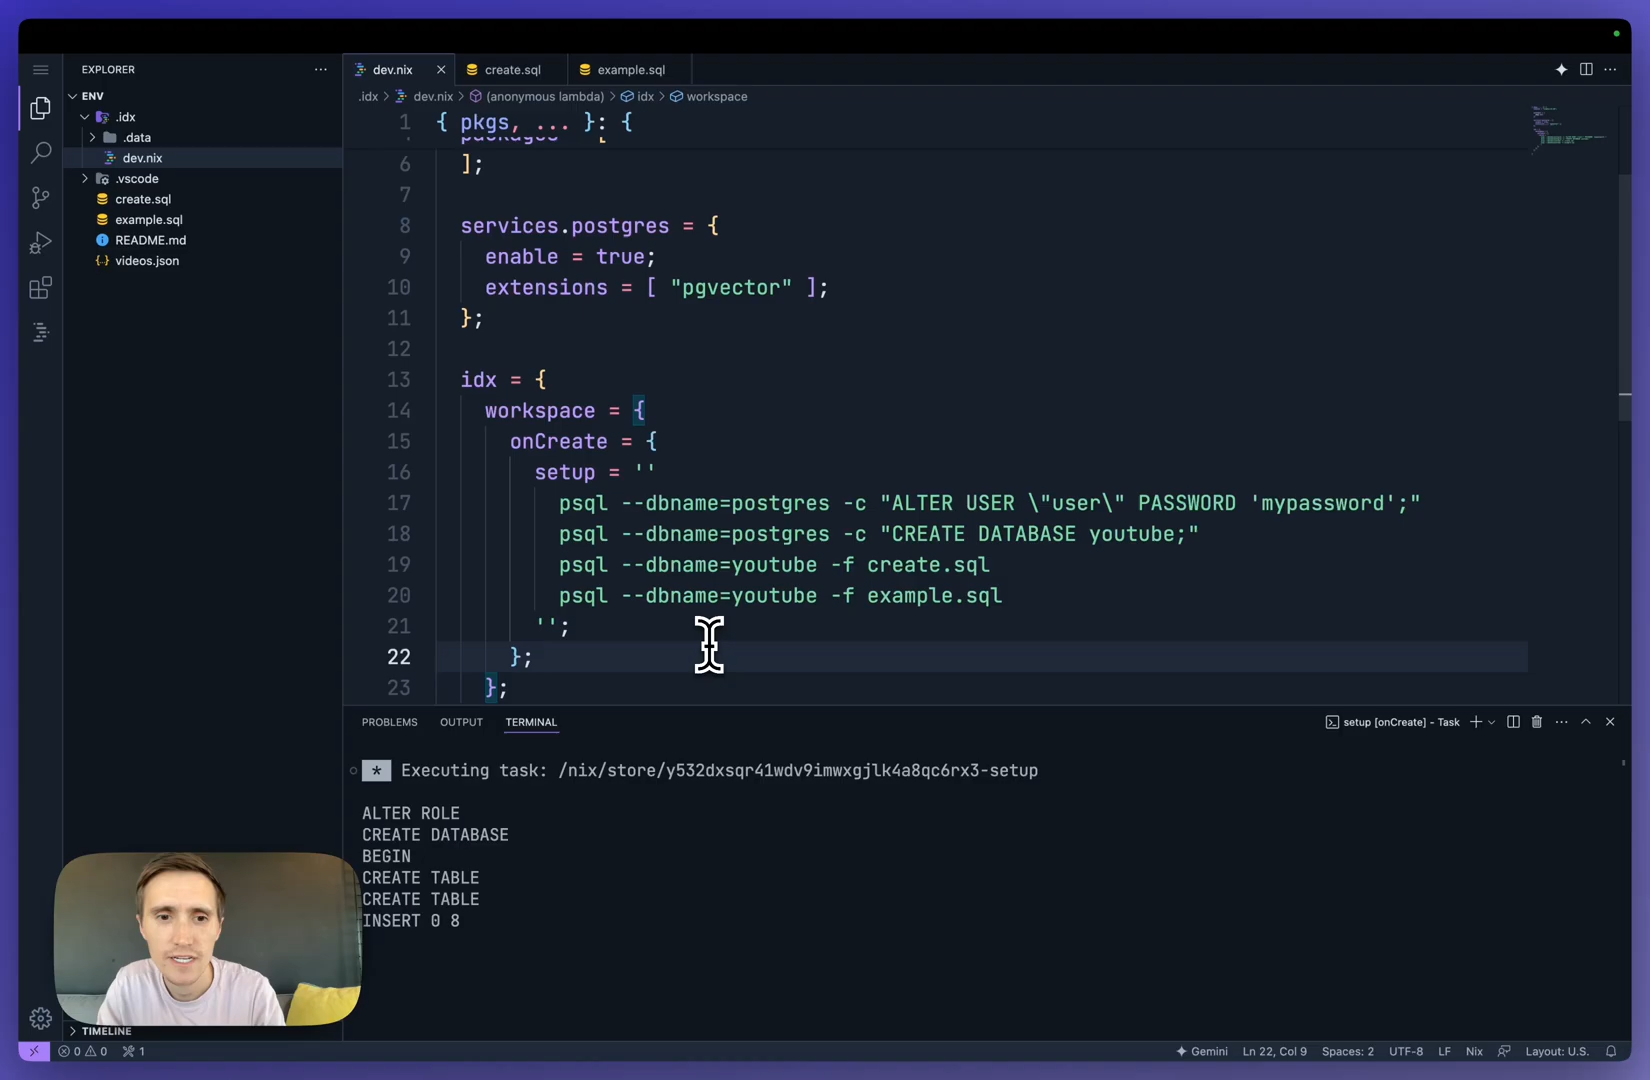 EXPLORER
ENV
.idx
.data
dev.nix
.vscode
create.sql
example.sql
README.md
videos.json
TIMELINE
dev.nix
create.sql
example.sql
.idx > dev.nix > (anonymous lambda) > idx > workspace
1 { pkgs, ... }: {
6 ];
7
8 services.postgres = {
9 enable = true;
10 extensions = [ "pgvector" ];
11 };
12
13 idx = {
14 workspace = {
15 onCreate = {
16 setup = ''
17 psql --dbname=postgres -c "ALTER USER \"user\" PASSWORD 'mypassword';"
18 psql --dbname=postgres -c "CREATE DATABASE youtube;"
19 psql --dbname=youtube -f create.sql
20 psql --dbname=youtube -f example.sql
21 '';
22 };
23 };
PROBLEMS OUTPUT TERMINAL
setup [onCreate] - Task
* Executing task: /nix/store/y532dxsqr41wdv9imwxgjlk4a8qc6rx3-setup
ALTER ROLE
CREATE DATABASE
BEGIN
CREATE TABLE
CREATE TABLE
INSERT 0 8
0 0 1
Gemini Ln 22, Col 9 Spaces: 2 UTF-8 LF Nix Layout: U.S.